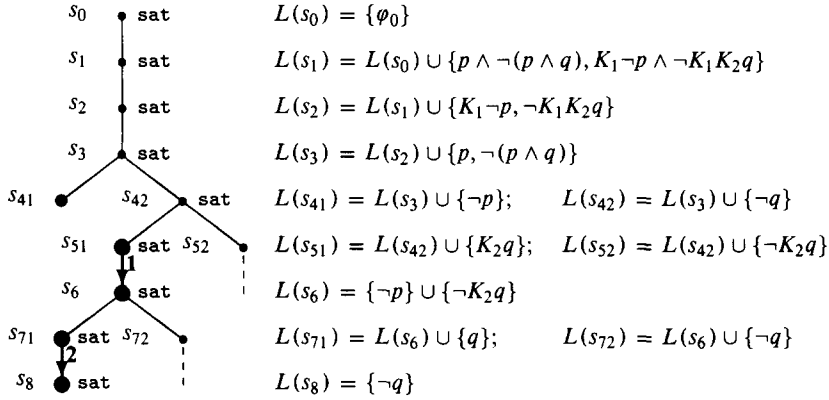 s₀ sat L(s₀) = {φ₀}
s₁ sat L(s₁) = L(s₀) ∪ {p ∧ ¬(p ∧ q), K₁¬p ∧ ¬K₁K₂q}
s₂ sat L(s₂) = L(s₁) ∪ {K₁¬p, ¬K₁K₂q}
s₃ sat L(s₃) = L(s₂) ∪ {p, ¬(p ∧ q)}
s₄₁ s₄₂ sat L(s₄₁) = L(s₃) ∪ {¬p}; L(s₄₂) = L(s₃) ∪ {¬q}
s₅₁ sat s₅₂ L(s₅₁) = L(s₄₂) ∪ {K₂q}; L(s₅₂) = L(s₄₂) ∪ {¬K₂q}
1
s₆ sat L(s₆) = {¬p} ∪ {¬K₂q}
s₇₁ sat s₇₂ L(s₇₁) = L(s₆) ∪ {q}; L(s₇₂) = L(s₆) ∪ {¬q}
2
s₈ sat L(s₈) = {¬q}